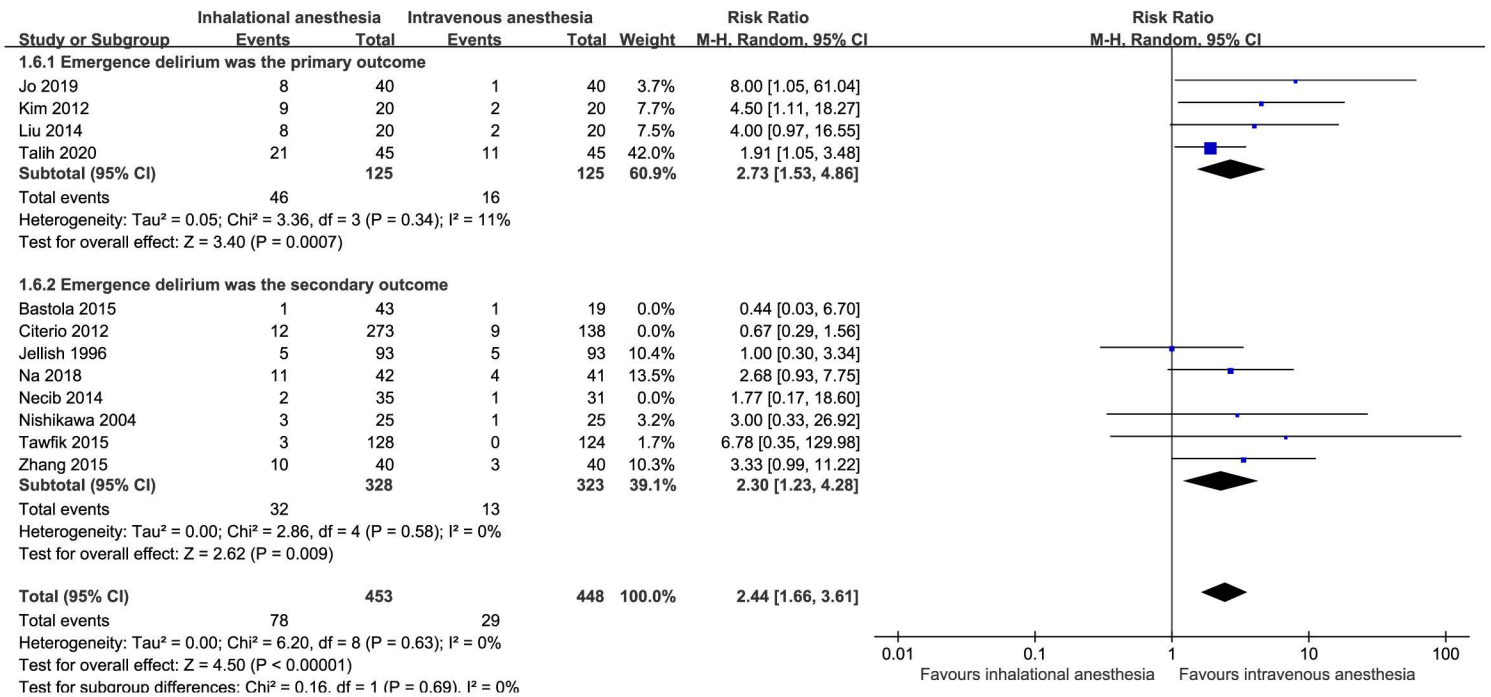 Inhalational anesthesia Intravenous anesthesia Risk Ratio Risk Ratio
Study or Subgroup Events Total Events Total Weight M-H, Random, 95% CI M-H, Random, 95% CI
1.6.1 Emergence delirium was the primary outcome
Jo 2019 8 40 1 40 3.7% 8.00 [1.05, 61.04]
Kim 2012 9 20 2 20 7.7% 4.50 [1.11, 18.27]
Liu 2014 8 20 2 20 7.5% 4.00 [0.97, 16.55]
Talih 2020 21 45 11 45 42.0% 1.91 [1.05, 3.48]
Subtotal (95% CI) 125 125 60.9% 2.73 [1.53, 4.86]
Total events 46 16
Heterogeneity: Tau² = 0.05; Chi² = 3.36, df = 3 (P = 0.34); I² = 11%
Test for overall effect: Z = 3.40 (P = 0.0007)
1.6.2 Emergence delirium was the secondary outcome
Bastola 2015 1 43 1 19 0.0% 0.44 [0.03, 6.70]
Citerio 2012 12 273 9 138 0.0% 0.67 [0.29, 1.56]
Jellish 1996 5 93 5 93 10.4% 1.00 [0.30, 3.34]
Na 2018 11 42 4 41 13.5% 2.68 [0.93, 7.75]
Necib 2014 2 35 1 31 0.0% 1.77 [0.17, 18.60]
Nishikawa 2004 3 25 1 25 3.2% 3.00 [0.33, 26.92]
Tawfik 2015 3 128 0 124 1.7% 6.78 [0.35, 129.98]
Zhang 2015 10 40 3 40 10.3% 3.33 [0.99, 11.22]
Subtotal (95% CI) 328 323 39.1% 2.30 [1.23, 4.28]
Total events 32 13
Heterogeneity: Tau² = 0.00; Chi² = 2.86, df = 4 (P = 0.58); I² = 0%
Test for overall effect: Z = 2.62 (P = 0.009)
Total (95% CI) 453 448 100.0% 2.44 [1.66, 3.61]
Total events 78 29
Heterogeneity: Tau² = 0.00; Chi² = 6.20, df = 8 (P = 0.63); I² = 0%
Test for overall effect: Z = 4.50 (P < 0.00001)
Test for subgroup differences: Chi² = 0.16, df = 1 (P = 0.69), I² = 0%
0.01 0.1 1 10 100
Favours inhalational anesthesia Favours intravenous anesthesia